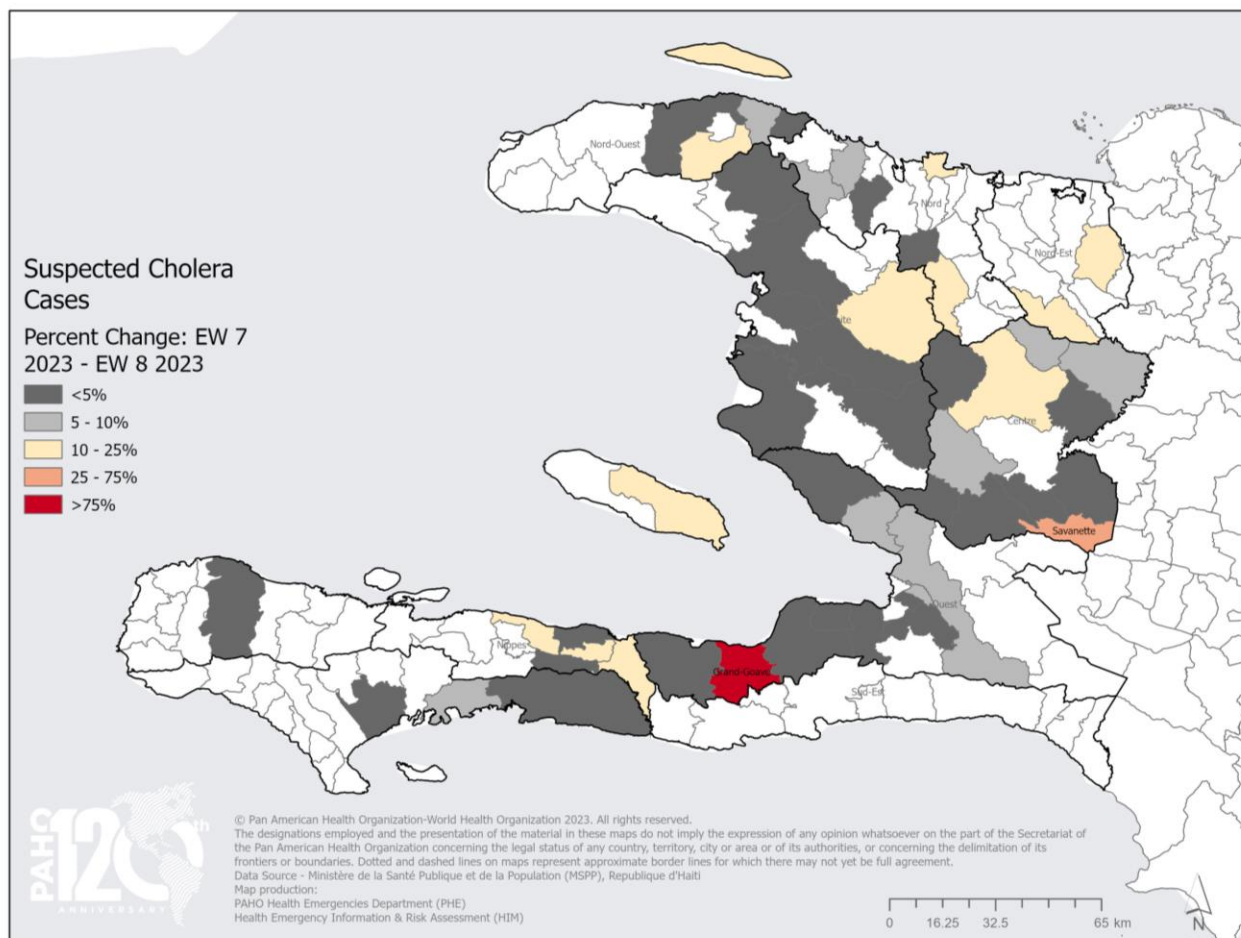 Nord-Ouest
Nord
Nord-Est
ite
Centre
Savanette
Ouest
Nippes
Grand-Goave
Sud-Est
Suspected Cholera
Cases
Percent Change: EW 7
2023 - EW 8 2023
<5%
5 - 10%
10 - 25%
25 - 75%
>75%
PAHO
120th
ANNIVERSARY
© Pan American Health Organization-World Health Organization 2023. All rights reserved.
The designations employed and the presentation of the material in these maps do not imply the expression of any opinion whatsoever on the part of the Secretariat of
the Pan American Health Organization concerning the legal status of any country, territory, city or area or of its authorities, or concerning the delimitation of its
frontiers or boundaries. Dotted and dashed lines on maps represent approximate border lines for which there may not yet be full agreement.
Data Source - Ministère de la Santé Publique et de la Population (MSPP), Republique d'Haiti
Map production:
PAHO Health Emergencies Department (PHE)
Health Emergency Information & Risk Assessment (HIM)
0 16.25 32.5 65 km
N